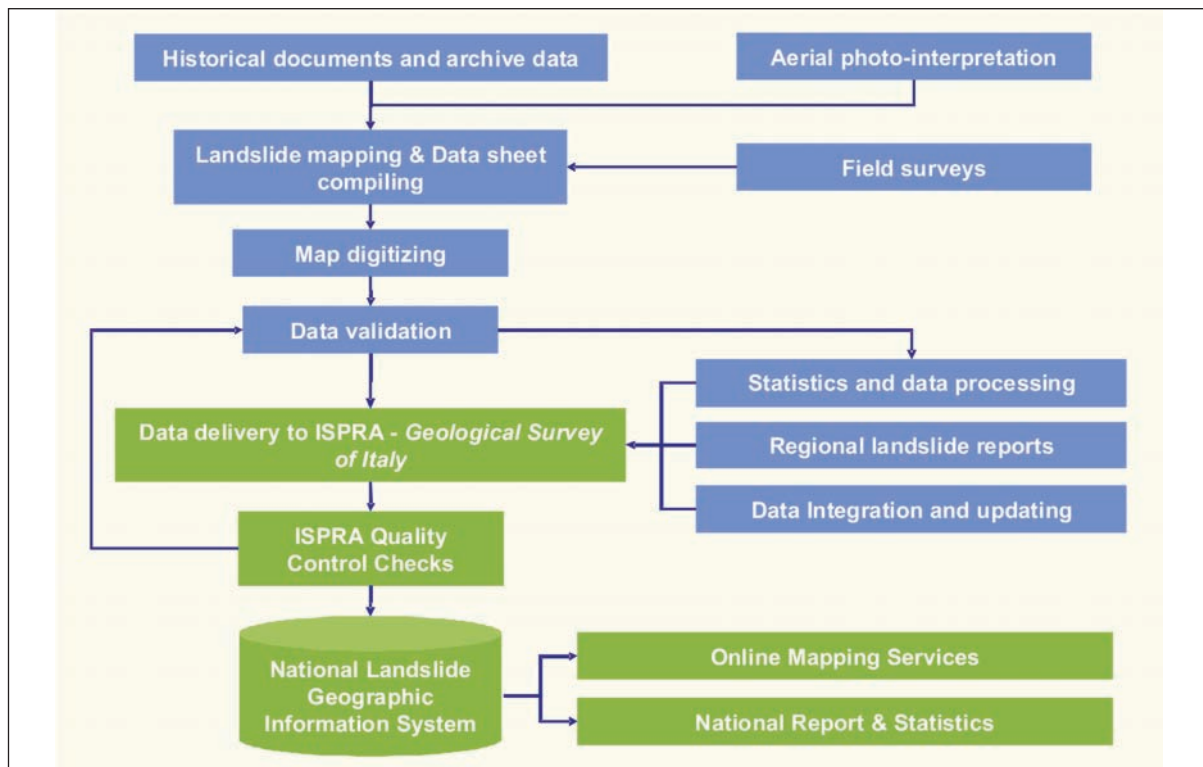 Historical documents and archive data
Aerial photo-interpretation
Landslide mapping & Data sheet
compiling
Field surveys
Map digitizing
Data validation
Statistics and data processing
Data delivery to ISPRA - Geological Survey
of Italy
Regional landslide reports
Data Integration and updating
ISPRA Quality
Control Checks
National Landslide
Geographic
Information System
Online Mapping Services
National Report & Statistics